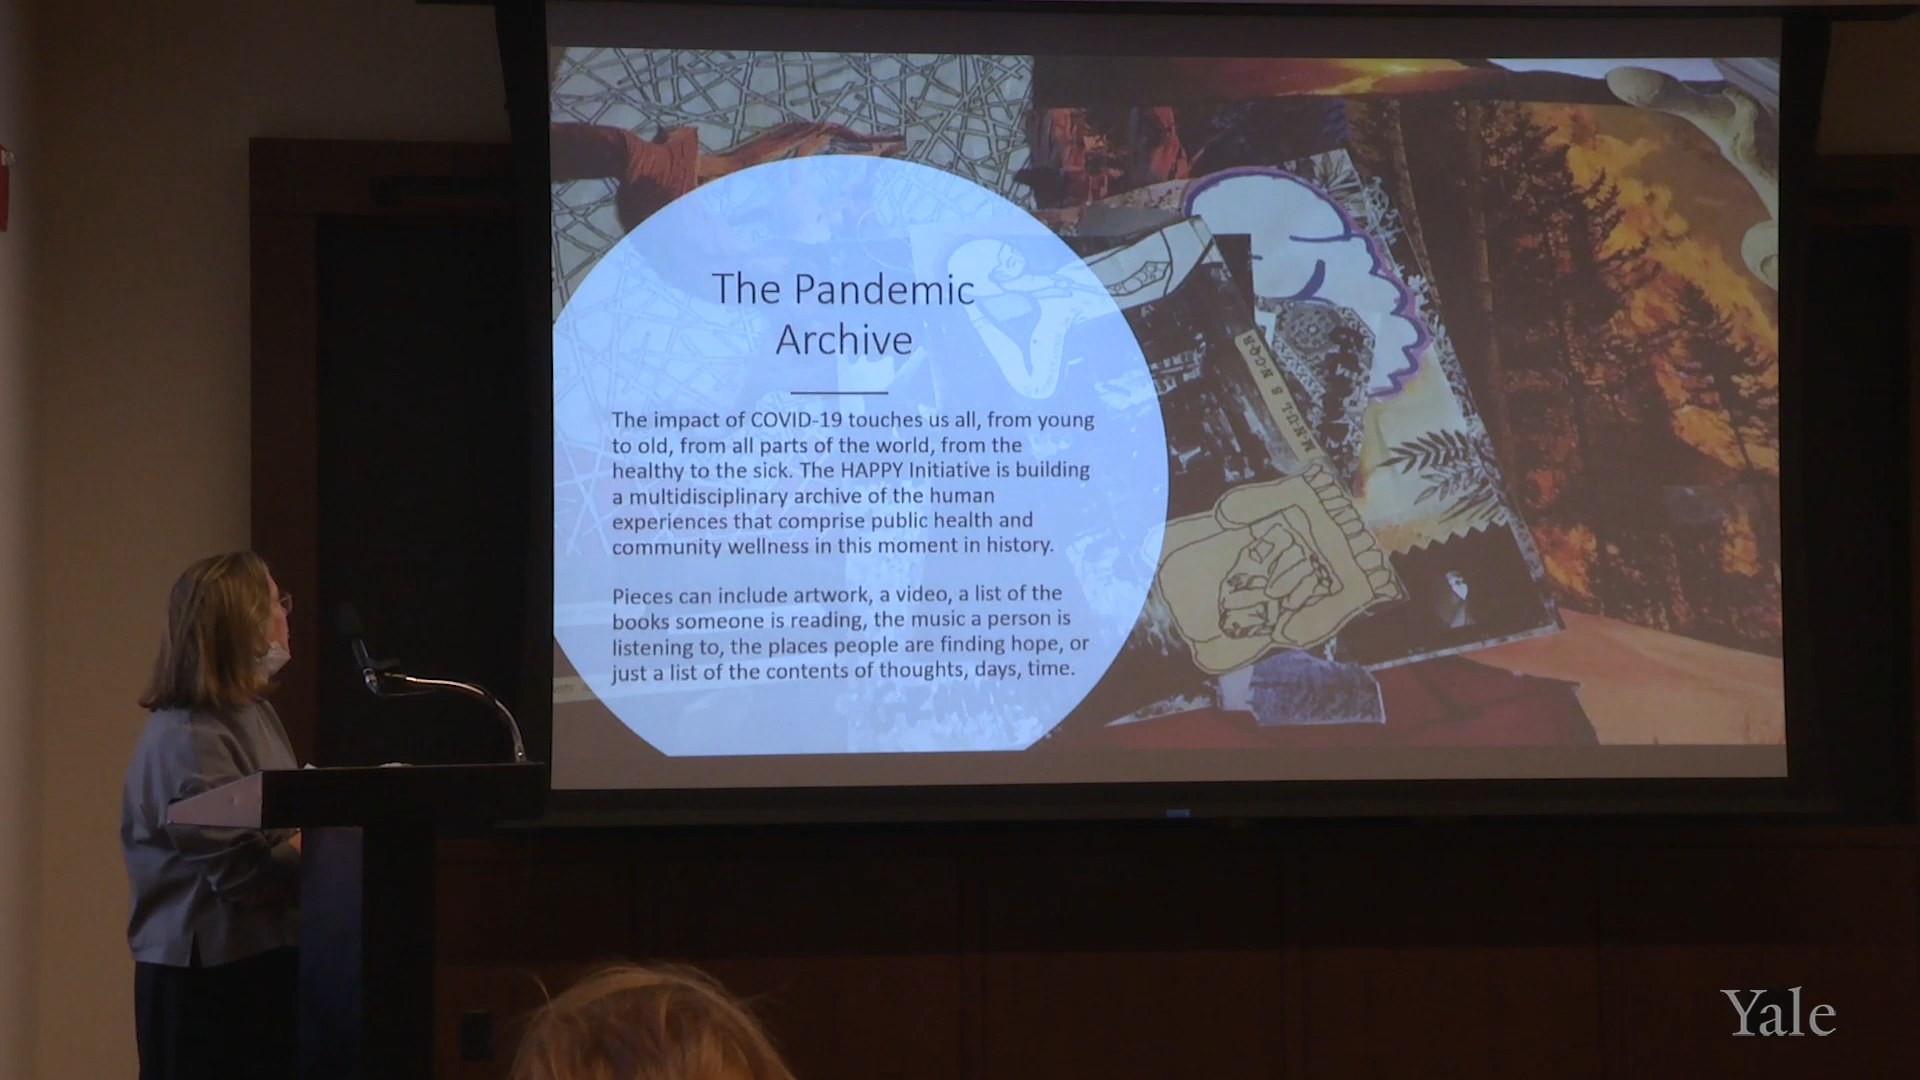 The Pandemic
Archive
The impact of COVID-19 touches us all, from young
to old, from all parts of the world, from the
healthy to the sick. The HAPPY Initiative is building
a multidisciplinary archive of the human
experiences that comprise public health and
community wellness in this moment in history.
Pieces can include artwork, a video, a list of the
books someone is reading, the music a person is
listening to, the places people are finding hope, or
just a list of the contents of thoughts, days, time.
Yale